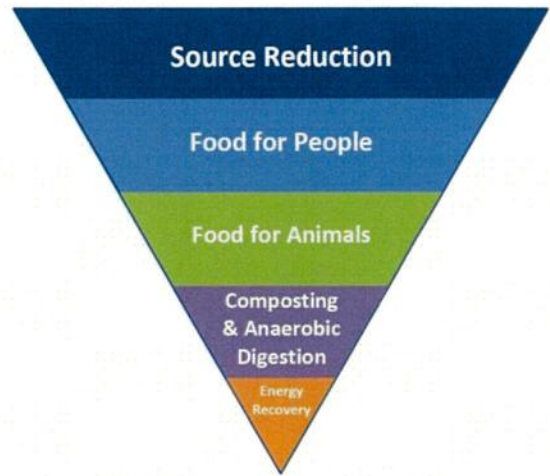 Source Reduction
Food for People
Food for Animals
Composting
& Anaerobic
Digestion
Energy
Recovery